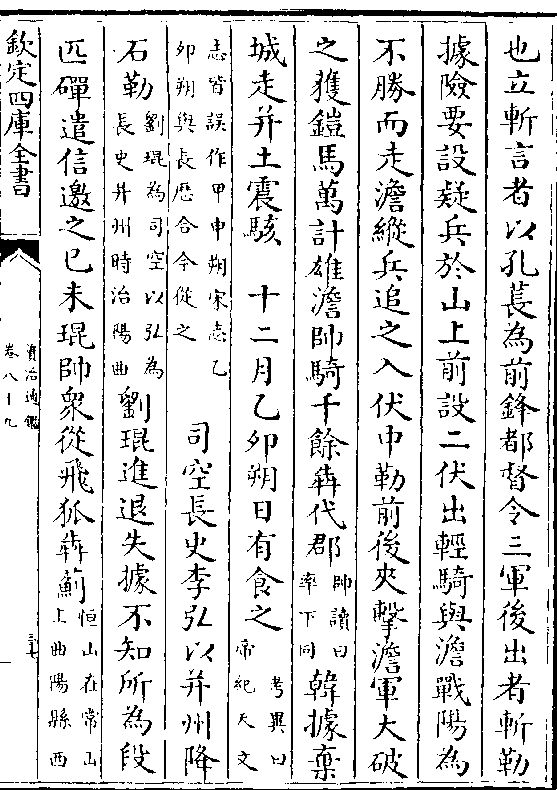 也立斬言者以孔萇為前鋒都督令三軍後出者斬勒
據險要設疑兵於山上前設二伏出輕騎與澹戰陽為
不勝而走澹縱兵追之入伏中勒前後夾擊澹軍大破
之獲鎧馬萬計雄澹帥騎千餘犇代郡帥讀曰率下同韓據棄
城走并土震駭 十二月乙卯朔日有食之考異曰帝紀天文
志皆誤作甲申朔宋志乙卯朔與長歴合今從之 司空長史李弘以并州降
石勒劉琨為司空以弘為長史并州時治陽曲劉琨進退失據不知所為段
匹磾遣信邀之己未琨帥衆從飛狐犇薊恒山在常山上曲陽縣西
欽定四庫全書
資治通鑑
卷八十九